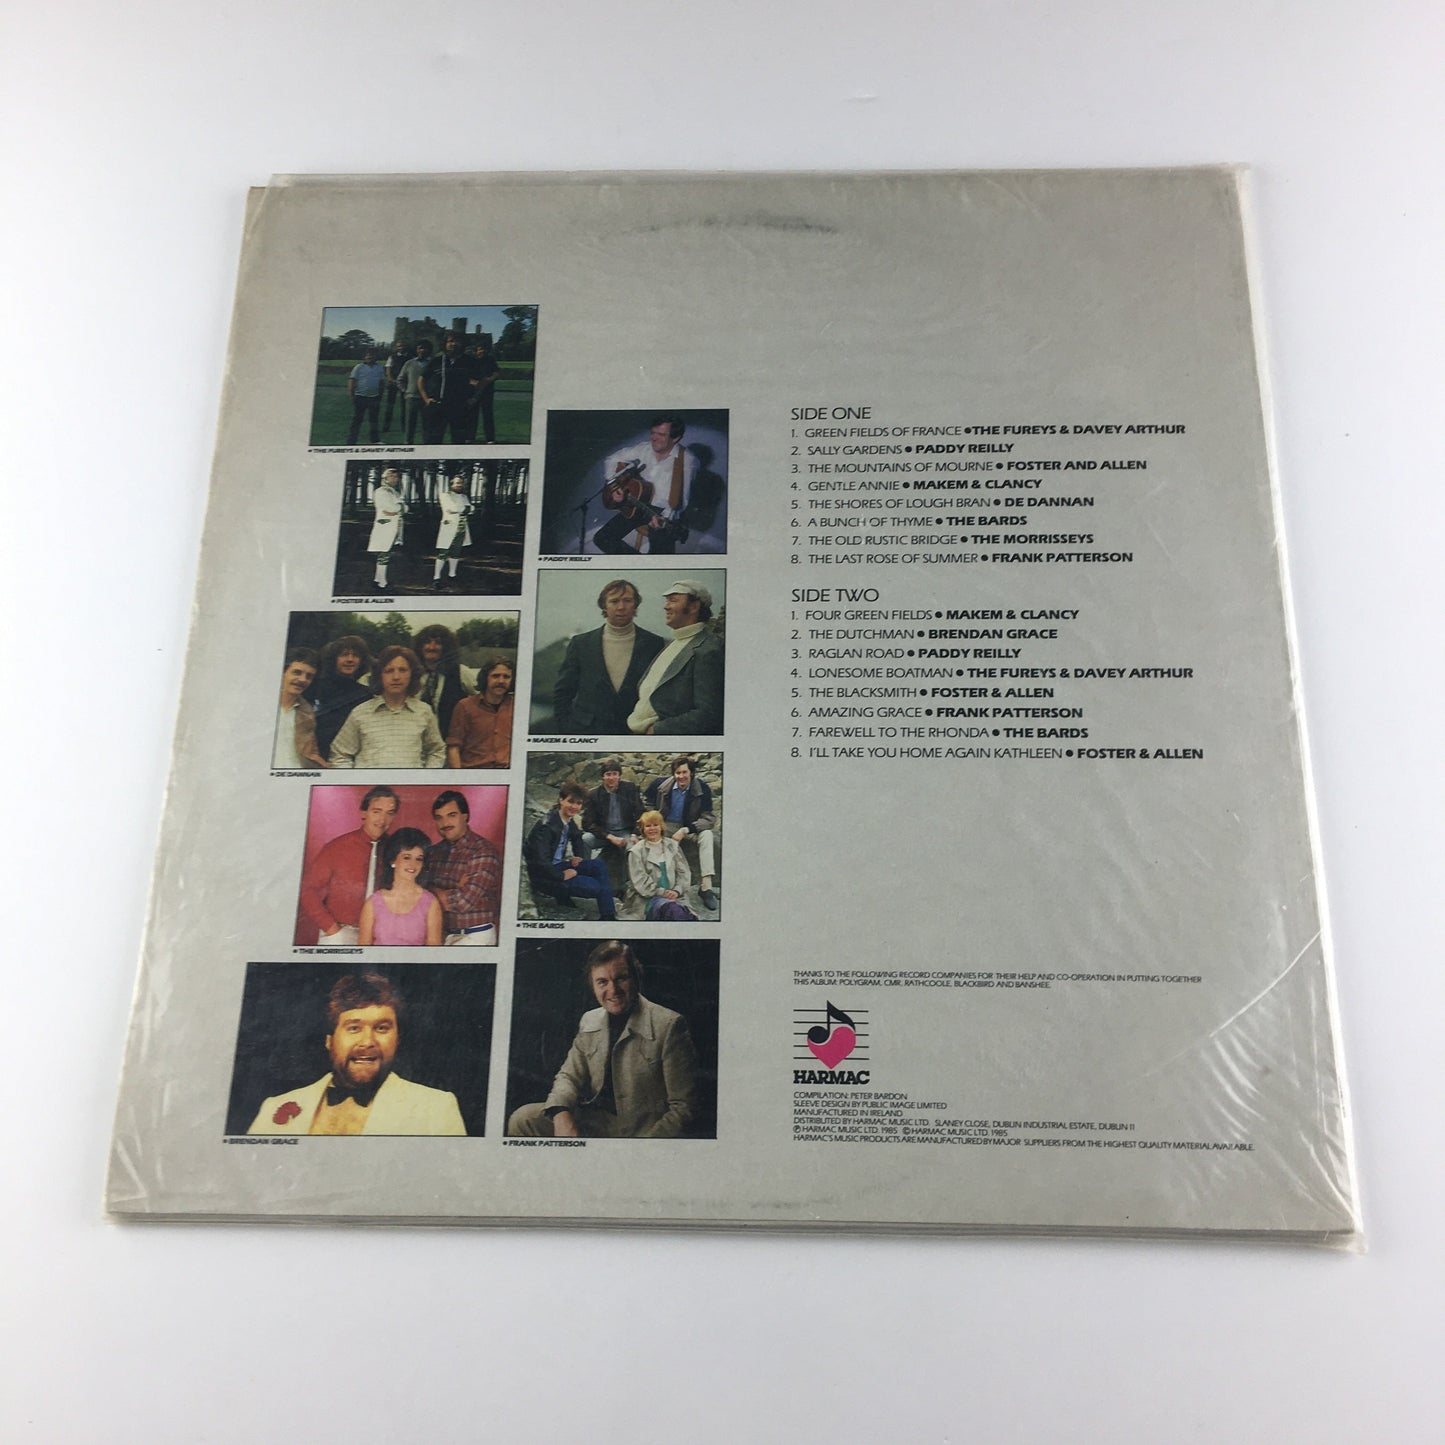 • THE FUREYS & DAVEY ARTHUR
• PADDY REILLY
• FOSTER & ALLEN
• MAKEM & CLANCY
• DE DANNAN
• THE BARDS
• THE MORRISSEYS
• BRENDAN GRACE
• FRANK PATTERSON
SIDE ONE
1. GREEN FIELDS OF FRANCE • THE FUREYS & DAVEY ARTHUR
2. SALLY GARDENS • PADDY REILLY
3. THE MOUNTAINS OF MOURNE • FOSTER AND ALLEN
4. GENTLE ANNIE • MAKEM & CLANCY
5. THE SHORES OF LOUGH BRAN • DE DANNAN
6. A BUNCH OF THYME • THE BARDS
7. THE OLD RUSTIC BRIDGE • THE MORRISSEYS
8. THE LAST ROSE OF SUMMER • FRANK PATTERSON
SIDE TWO
1. FOUR GREEN FIELDS • MAKEM & CLANCY
2. THE DUTCHMAN • BRENDAN GRACE
3. RAGLAN ROAD • PADDY REILLY
4. LONESOME BOATMAN • THE FUREYS & DAVEY ARTHUR
5. THE BLACKSMITH • FOSTER & ALLEN
6. AMAZING GRACE • FRANK PATTERSON
7. FAREWELL TO THE RHONDA • THE BARDS
8. I'LL TAKE YOU HOME AGAIN KATHLEEN • FOSTER & ALLEN
THANKS TO THE FOLLOWING RECORD COMPANIES FOR THEIR HELP AND CO-OPERATION IN PUTTING TOGETHER
THIS ALBUM: POLYGRAM, CMR, RATHCOOLE, BLACKBIRD AND BANSHEE.
HARMAC
COMPILATION: PETER BARDON
SLEEVE DESIGN BY PUBLIC IMAGE LIMITED
MANUFACTURED IN IRELAND
DISTRIBUTED BY HARMAC MUSIC LTD. SLANEY CLOSE, DUBLIN INDUSTRIAL ESTATE, DUBLIN 11
℗ HARMAC MUSIC LTD. 1985 © HARMAC MUSIC LTD. 1985
HARMAC'S MUSIC PRODUCTS ARE MANUFACTURED BY MAJOR SUPPLIERS FROM THE HIGHEST QUALITY MATERIAL AVAILABLE.